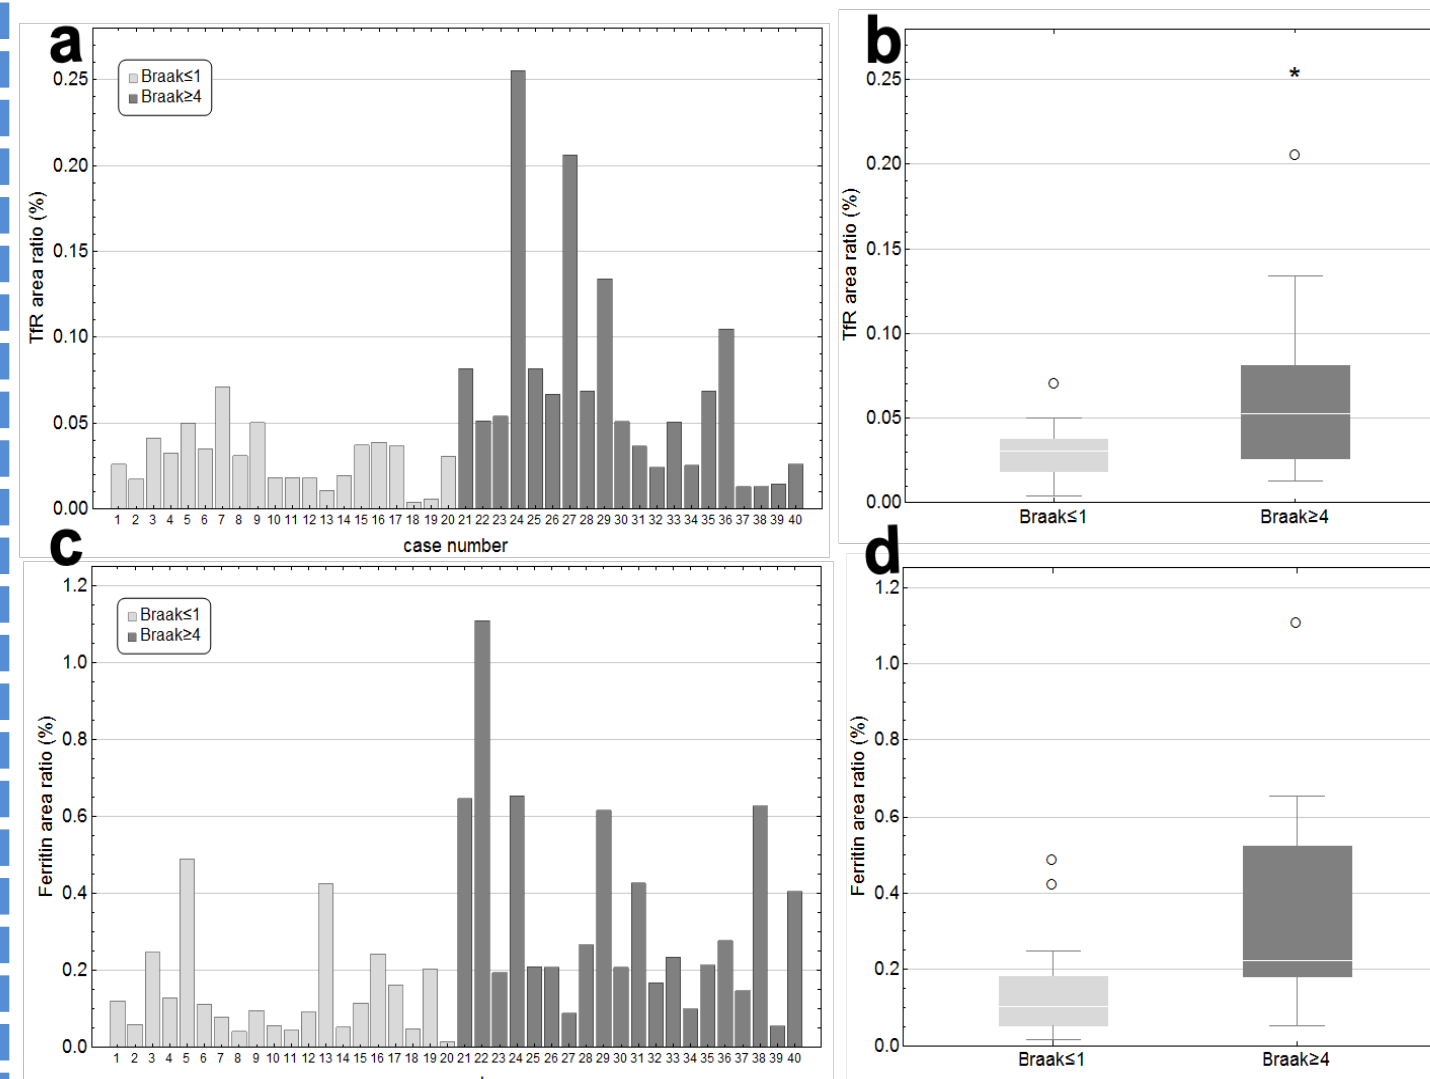 a
Braak≤1
Braak≥4
0.25
0.20
0.15
0.10
0.05
0.00
TfR area ratio (%)
1 2 3 4 5 6 7 8 9 10 11 12 13 14 15 16 17 18 19 20 21 22 23 24 25 26 27 28 29 30 31 32 33 34 35 36 37 38 39 40
case number
b
*
0.25
0.20
0.15
0.10
0.05
0.00
TfR area ratio (%)
Braak≤1 Braak≥4
c
Braak≤1
Braak≥4
1.2
1.0
0.8
0.6
0.4
0.2
0.0
Ferritin area ratio (%)
1 2 3 4 5 6 7 8 9 10 11 12 13 14 15 16 17 18 19 20 21 22 23 24 25 26 27 28 29 30 31 32 33 34 35 36 37 38 39 40
d
1.2
1.0
0.8
0.6
0.4
0.2
0.0
Ferritin area ratio (%)
Braak≤1 Braak≥4